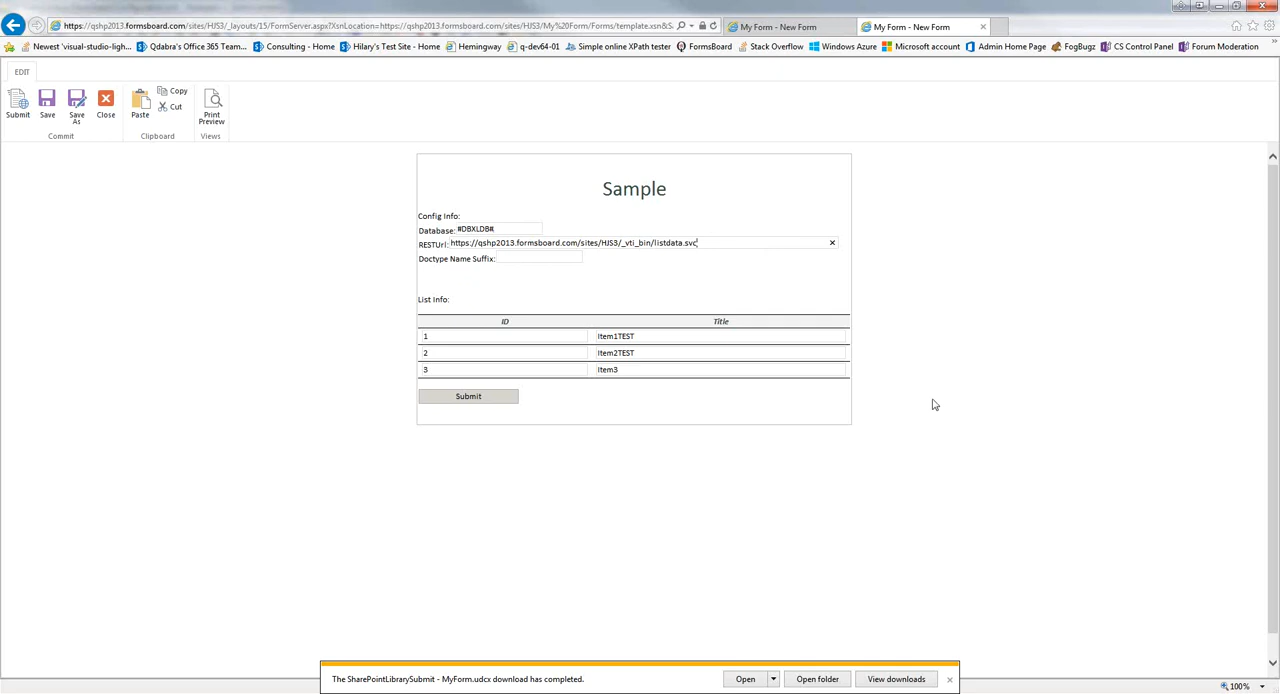 https://qshp2013.formsboard.com/sites/HJS3/_layouts/15/FormServer.aspx?XsnLocation=https://qshp2013.formsboard.com/sites/HJS3/My%20Form/Forms/template.xsn&S
My Form - New Form
My Form - New Form
Newest 'visual-studio-ligh...
Qdabra's Office 365 Team...
Consulting - Home
Hilary's Test Site - Home
Hemingway
q-dev64-01
Simple online XPath tester
FormsBoard
Stack Overflow
Windows Azure
Microsoft account
Admin Home Page
FogBugz
CS Control Panel
Forum Moderation
EDIT
Submit
Save
Save As
Close
Paste
Copy
Cut
Print Preview
Commit
Clipboard
Views
Sample
Config Info:
Database: #DBXLDB#
RESTUrl: https://qshp2013.formsboard.com/sites/HJS3/_vti_bin/listdata.svc
Doctype Name Suffix:
List Info:
ID Title
1 Item1TEST
2 Item2TEST
3 Item3
Submit
The SharePointLibrarySubmit - MyForm.udcx download has completed.
Open
Open folder
View downloads
100%